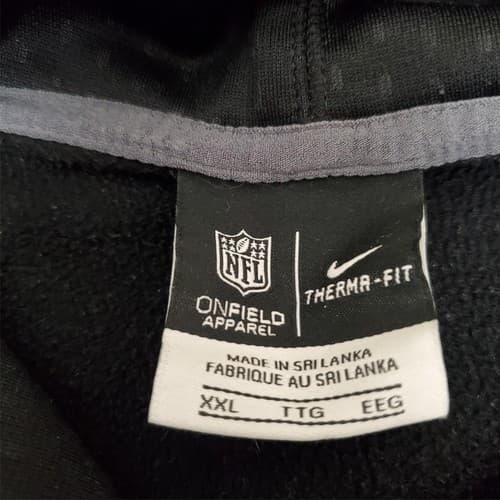 NFL
ONFIELD
APPAREL
THERMA-FIT
MADE IN SRI LANKA
FABRIQUE AU SRI LANKA
XXL TTG EEG